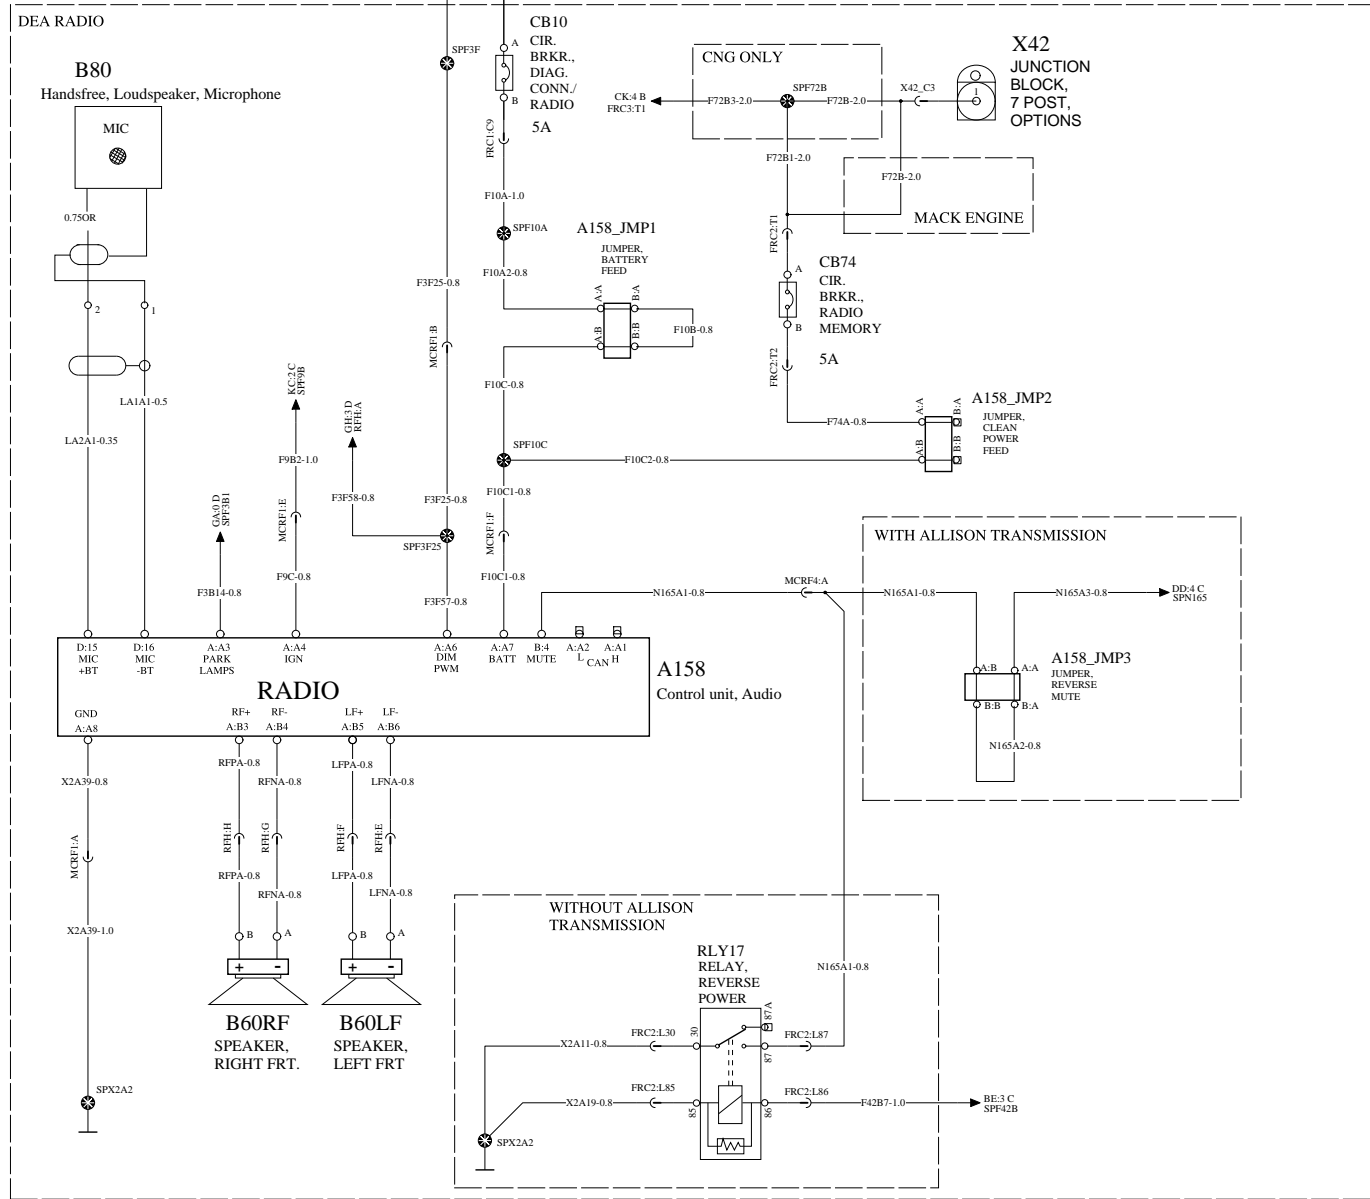 DEA RADIO
B80
Handsfree, Loudspeaker, Microphone
MIC
0.75OR
2
1
LA1A1-0.5
LA2A1-0.35
SPF3F
CB10
CIR.
BRKR.,
DIAG.
CONN./
RADIO
5A
A
B
FRC1:C9
F10A-1.0
SPF10A
F10A2-0.8
A158_JMP1
JUMPER,
BATTERY
FEED
A:A
B:A
A:B
B:B
F10B-0.8
F3F25-0.8
MCRF1:B
F10C-0.8
SPF10C
F10C2-0.8
F10C1-0.8
MCRF1:F
F10C1-0.8
CNG ONLY
CK:4 B
FRC3:T1
F72B3-2.0
SPF72B
F72B-2.0
X42_C3
1
X42
JUNCTION
BLOCK,
7 POST,
OPTIONS
F72B1-2.0
F72B-2.0
MACK ENGINE
FRC2:T1
A
CB74
CIR.
BRKR.,
RADIO
MEMORY
B
5A
FRC2:T2
F74A-0.8
A158_JMP2
JUMPER,
CLEAN
POWER
FEED
A:A
B:A
A:B
B:B
KC:2 C
SPF9B
F9B2-1.0
MCRF1:E
F9C-0.8
GH:3 D
RFH:A
F3F58-0.8
F3F25-0.8
SPF3F25
F3F57-0.8
GA:0 D
SPF3B1
F3B14-0.8
N165A1-0.8
MCRF4:A
WITH ALLISON TRANSMISSION
N165A1-0.8
N165A3-0.8
DD:4 C
SPN165
A:B
A:A
B:B
B:A
A158_JMP3
JUMPER,
REVERSE
MUTE
N165A2-0.8
D:15
MIC
+BT
D:16
MIC
-BT
A:A3
PARK
LAMPS
A:A4
IGN
A:A6
DIM
PWM
A:A7
BATT
B:4
MUTE
A:A2
L
CAN
A:A1
H
RADIO
A158
Control unit, Audio
GND
A:A8
RF+
A:B3
RF-
A:B4
LF+
A:B5
LF-
A:B6
X2A39-0.8
RFPA-0.8
RFNA-0.8
LFPA-0.8
LFNA-0.8
MCRF1:A
RFH:H
RFH:G
RFH:F
RFH:E
RFPA-0.8
RFNA-0.8
LFPA-0.8
LFNA-0.8
X2A39-1.0
B
A
B
A
+
-
+
-
B60RF
SPEAKER,
RIGHT FRT.
B60LF
SPEAKER,
LEFT FRT
SPX2A2
WITHOUT ALLISON
TRANSMISSION
RLY17
RELAY,
REVERSE
POWER
N165A1-0.8
X2A11-0.8
FRC2:L30
30
87A
87
FRC2:L87
X2A19-0.8
FRC2:L85
85
86
FRC2:L86
F42B7-1.0
BE:3 C
SPF42B
SPX2A2